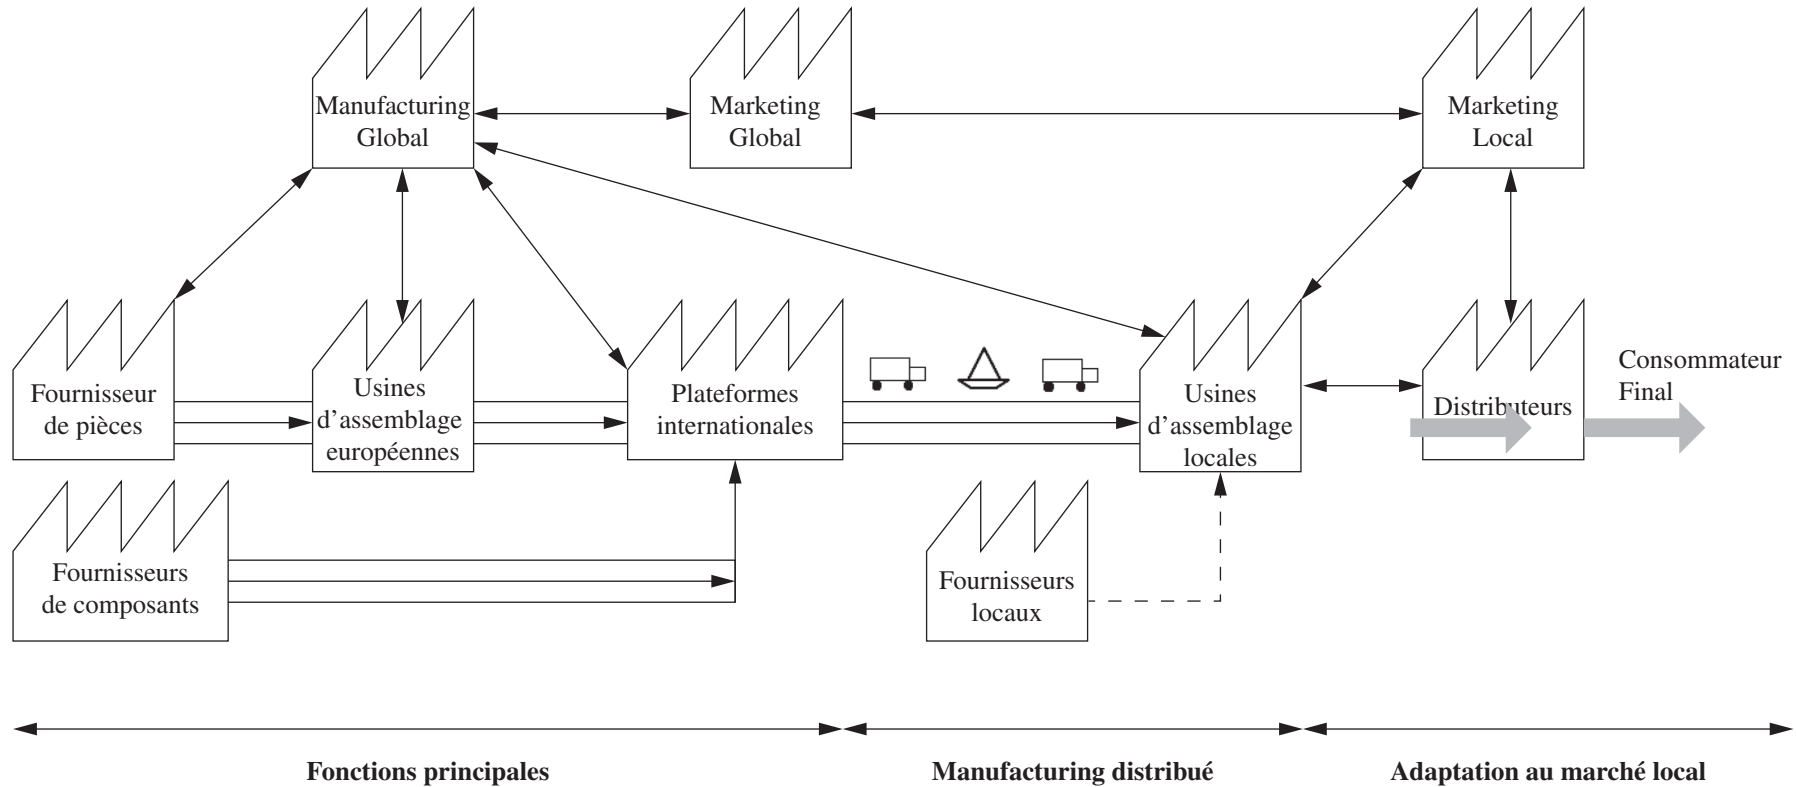 Manufacturing
Global
Marketing
Global
Marketing
Local
Fournisseur
de pièces
Usines
d'assemblage
européennes
Plateformes
internationales
Usines
d'assemblage
locales
Distributeurs
Consommateur
Final
Fournisseurs
de composants
Fournisseurs
locaux
Fonctions principales
Manufacturing distribué
Adaptation au marché local